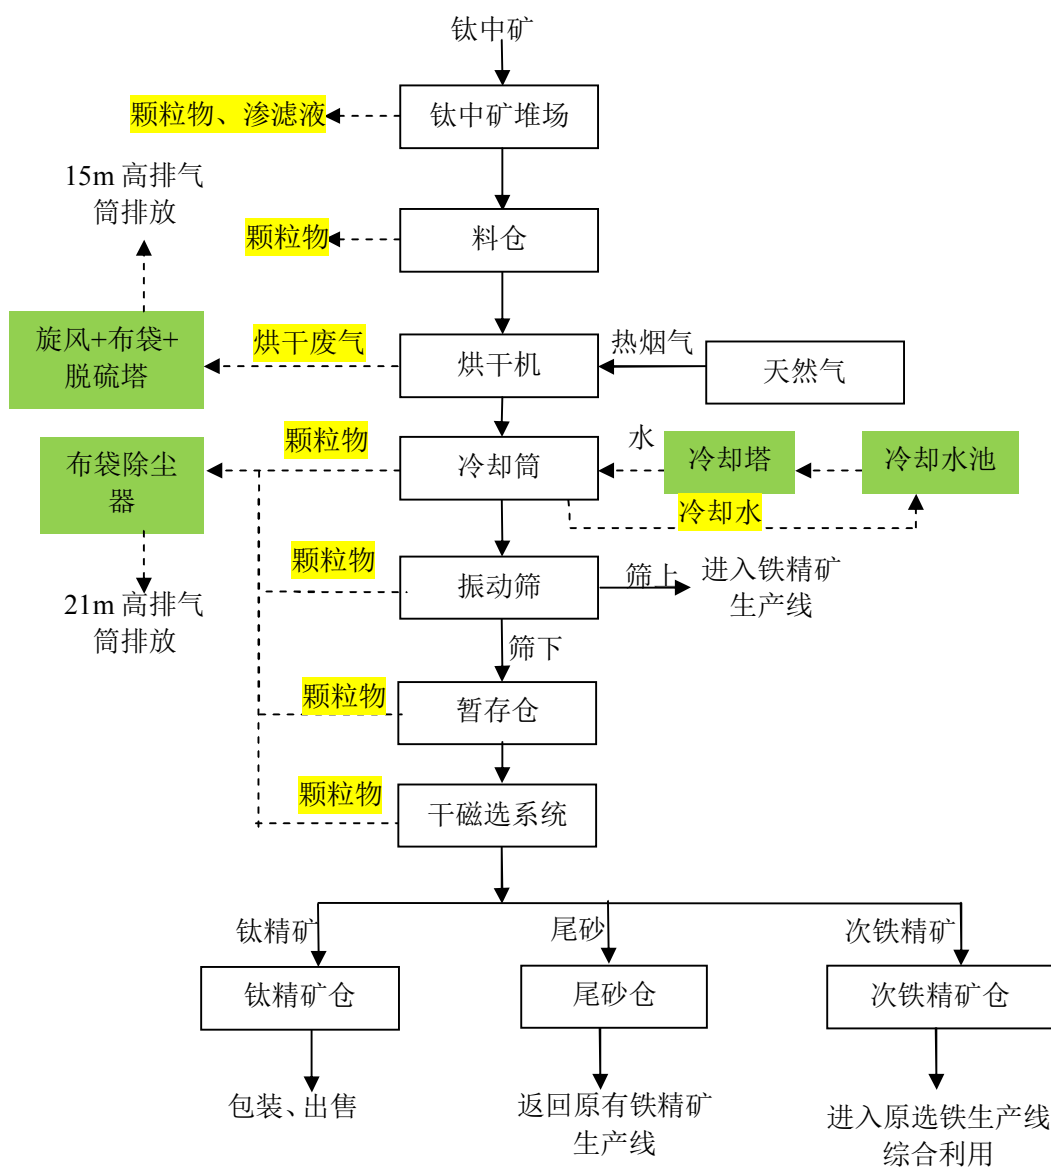 钛中矿
颗粒物、渗滤液
钛中矿堆场
15m 高排气
筒排放
颗粒物
料仓
旋风+布袋+
脱硫塔
烘干废气
烘干机
热烟气
天然气
布袋除尘
器
颗粒物
冷却筒
水
冷却塔
冷却水池
冷却水
颗粒物
振动筛
筛上
进入铁精矿
生产线
21m 高排气
筒排放
筛下
颗粒物
暂存仓
颗粒物
干磁选系统
钛精矿
尾砂
次铁精矿
钛精矿仓
尾砂仓
次铁精矿仓
包装、出售
返回原有铁精矿
生产线
进入原选铁生产线
综合利用